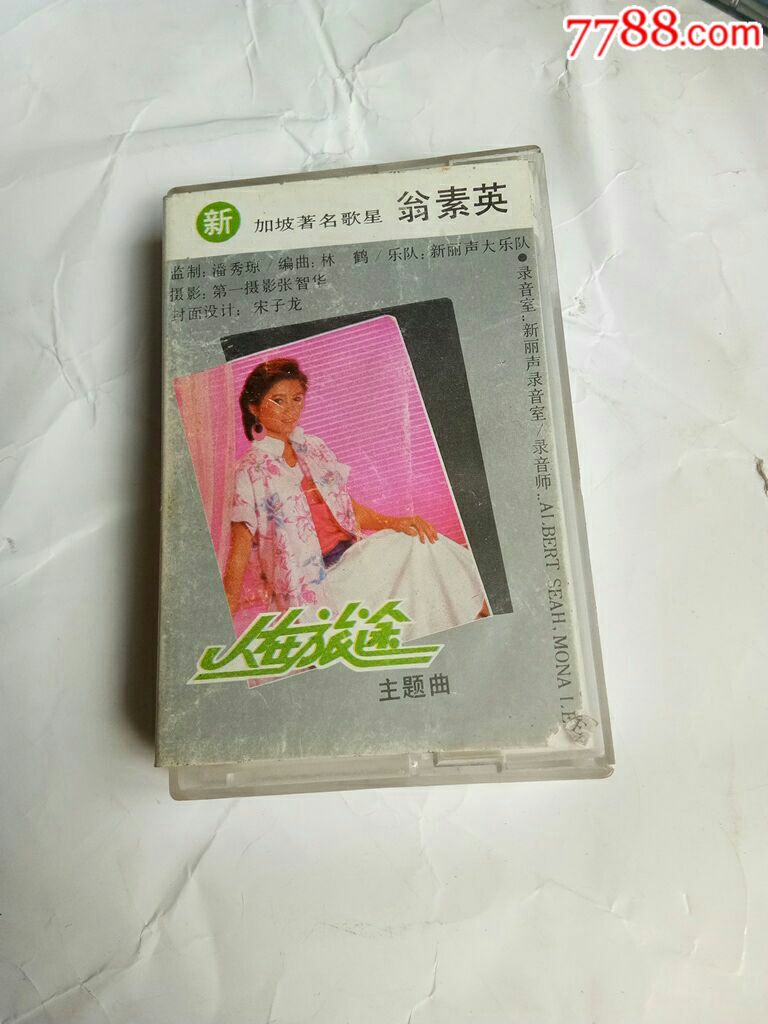 7788.com
新 加坡著名歌星 翁素英
监制:潘秀琼/编曲:林 鹤/乐队:新丽声大乐队
摄影:第一摄影张智华
封面设计: 宋子龙
●录音室:新丽声录音室/录音师:ALBERT SEAH, MONA LEE
人在旅途
主题曲